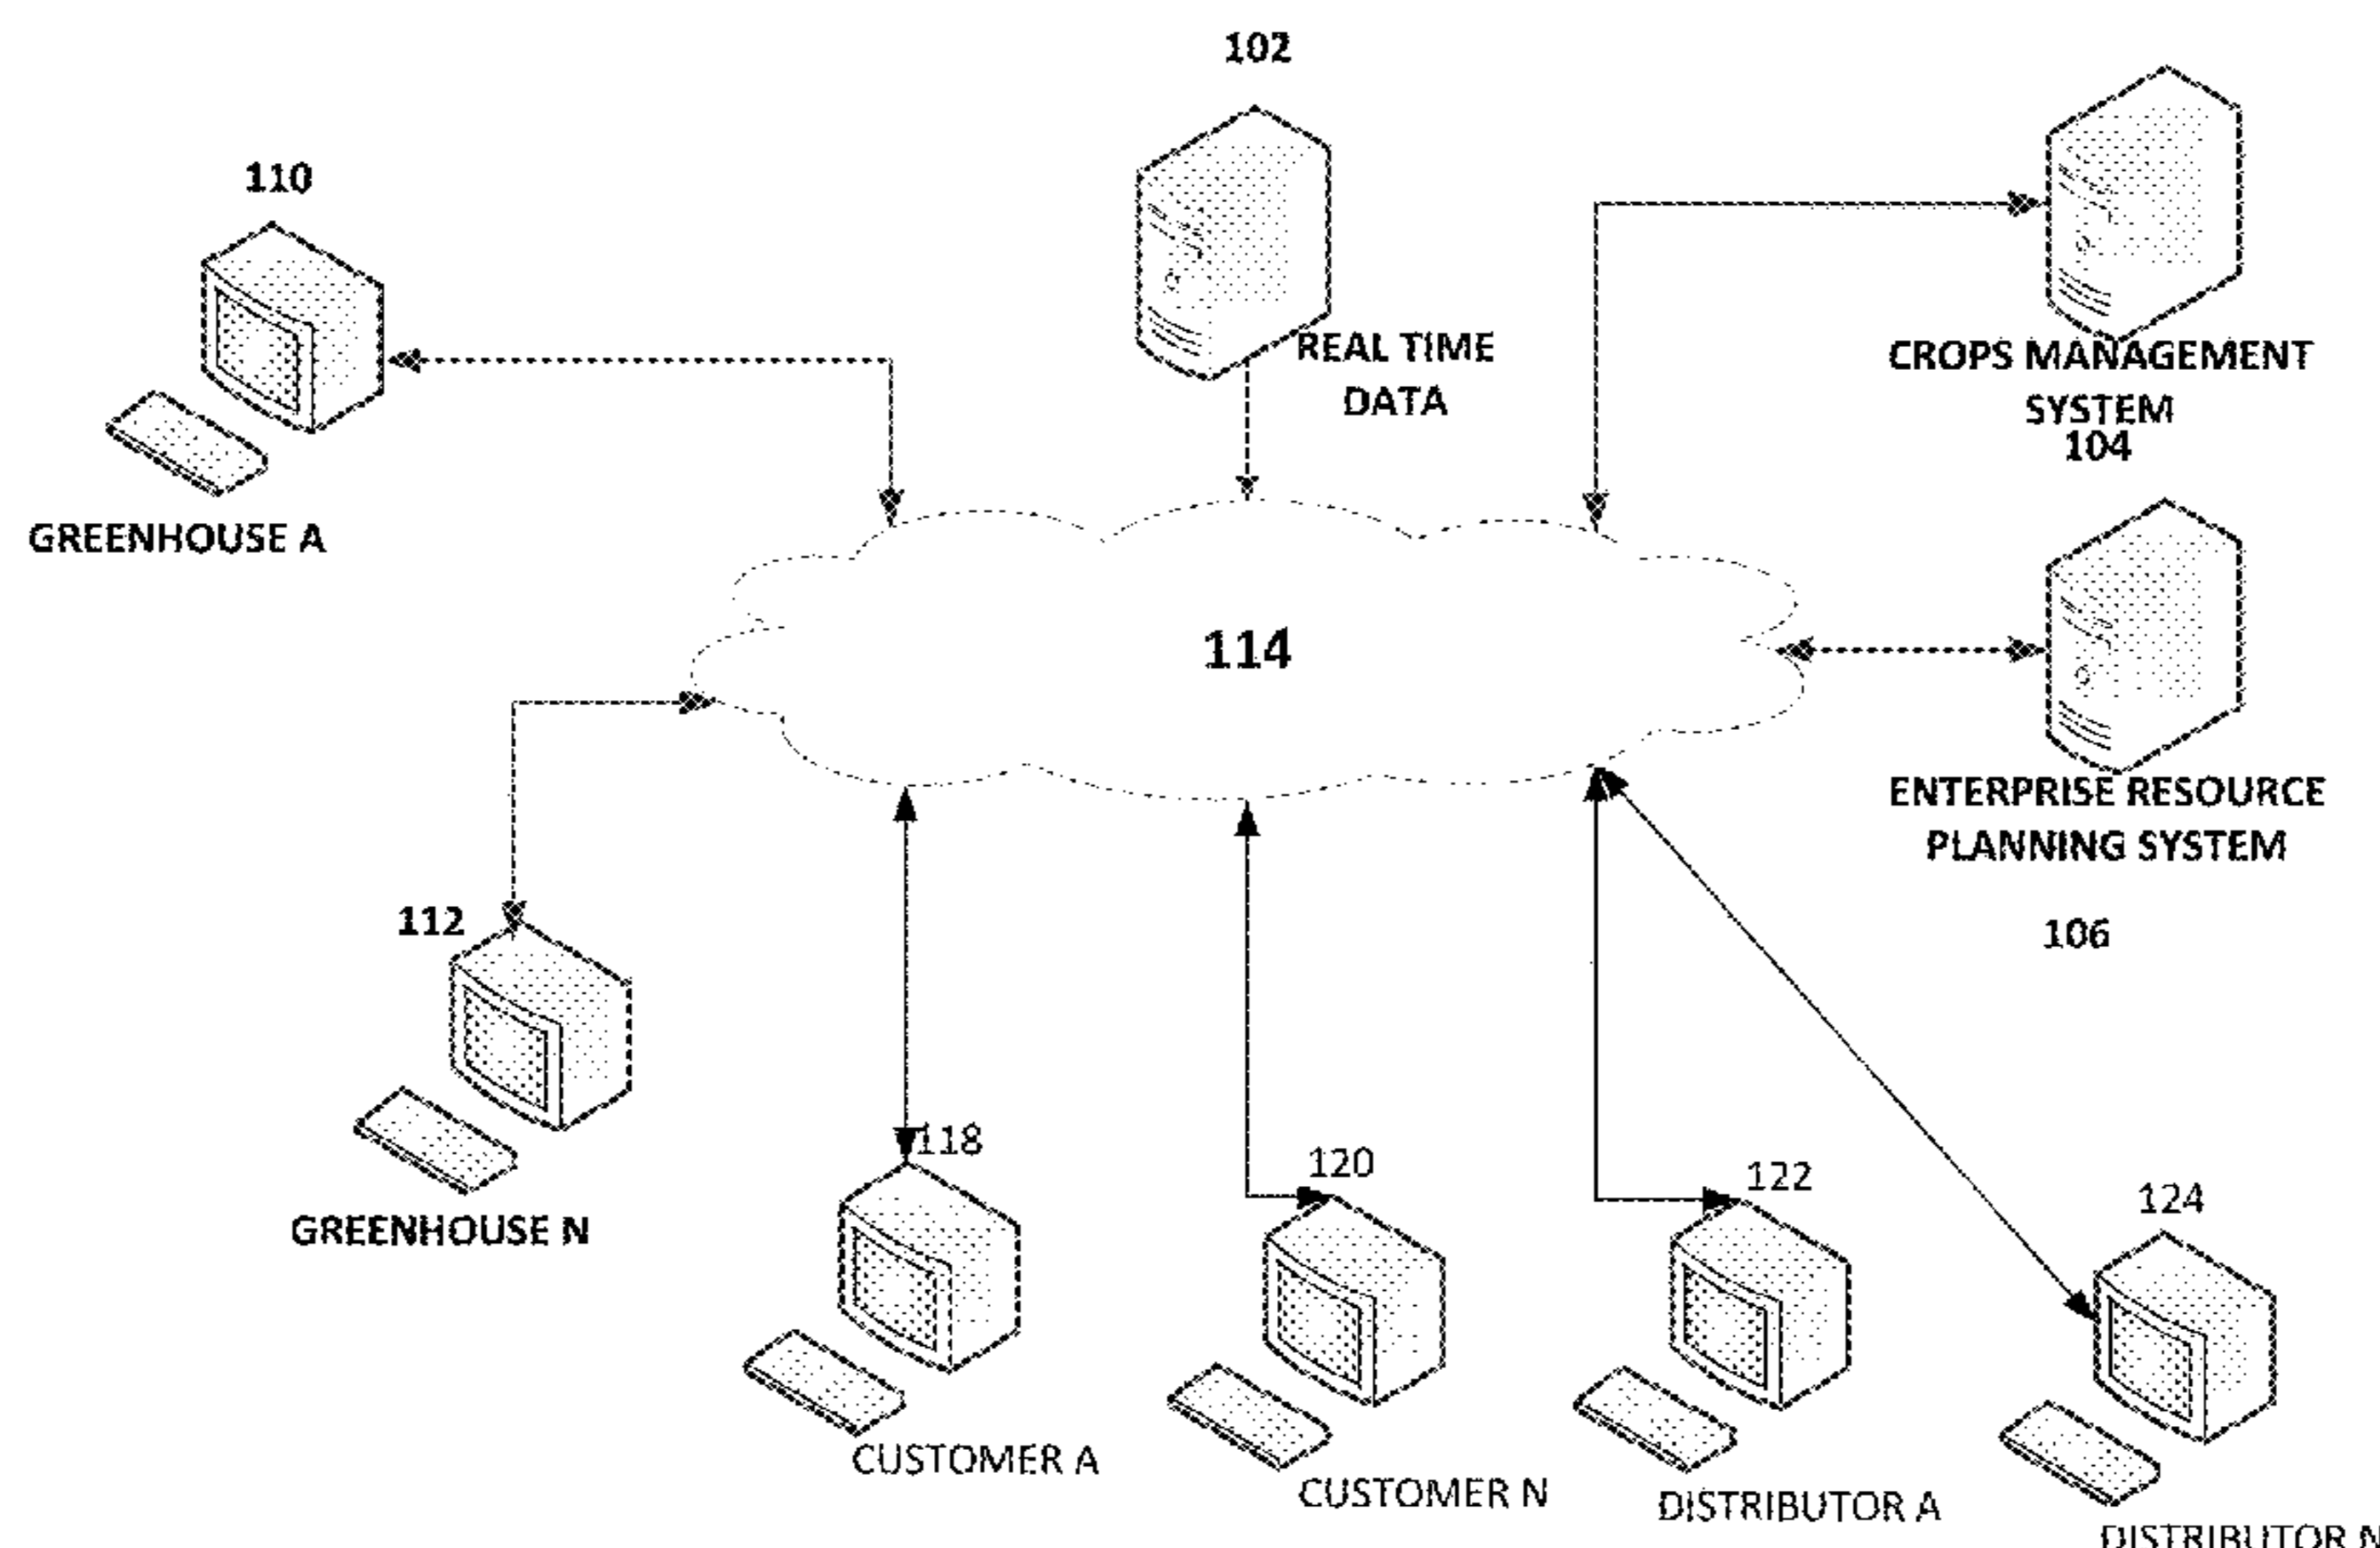 102
110
REAL TIME
DATA
CROPS MANAGEMENT
SYSTEM
104
GREENHOUSE A
114
ENTERPRISE RESOURCE
PLANNING SYSTEM
106
112
GREENHOUSE N
118
120
122
124
CUSTOMER A
CUSTOMER N
DISTRIBUTOR A
DISTRIBUTOR N